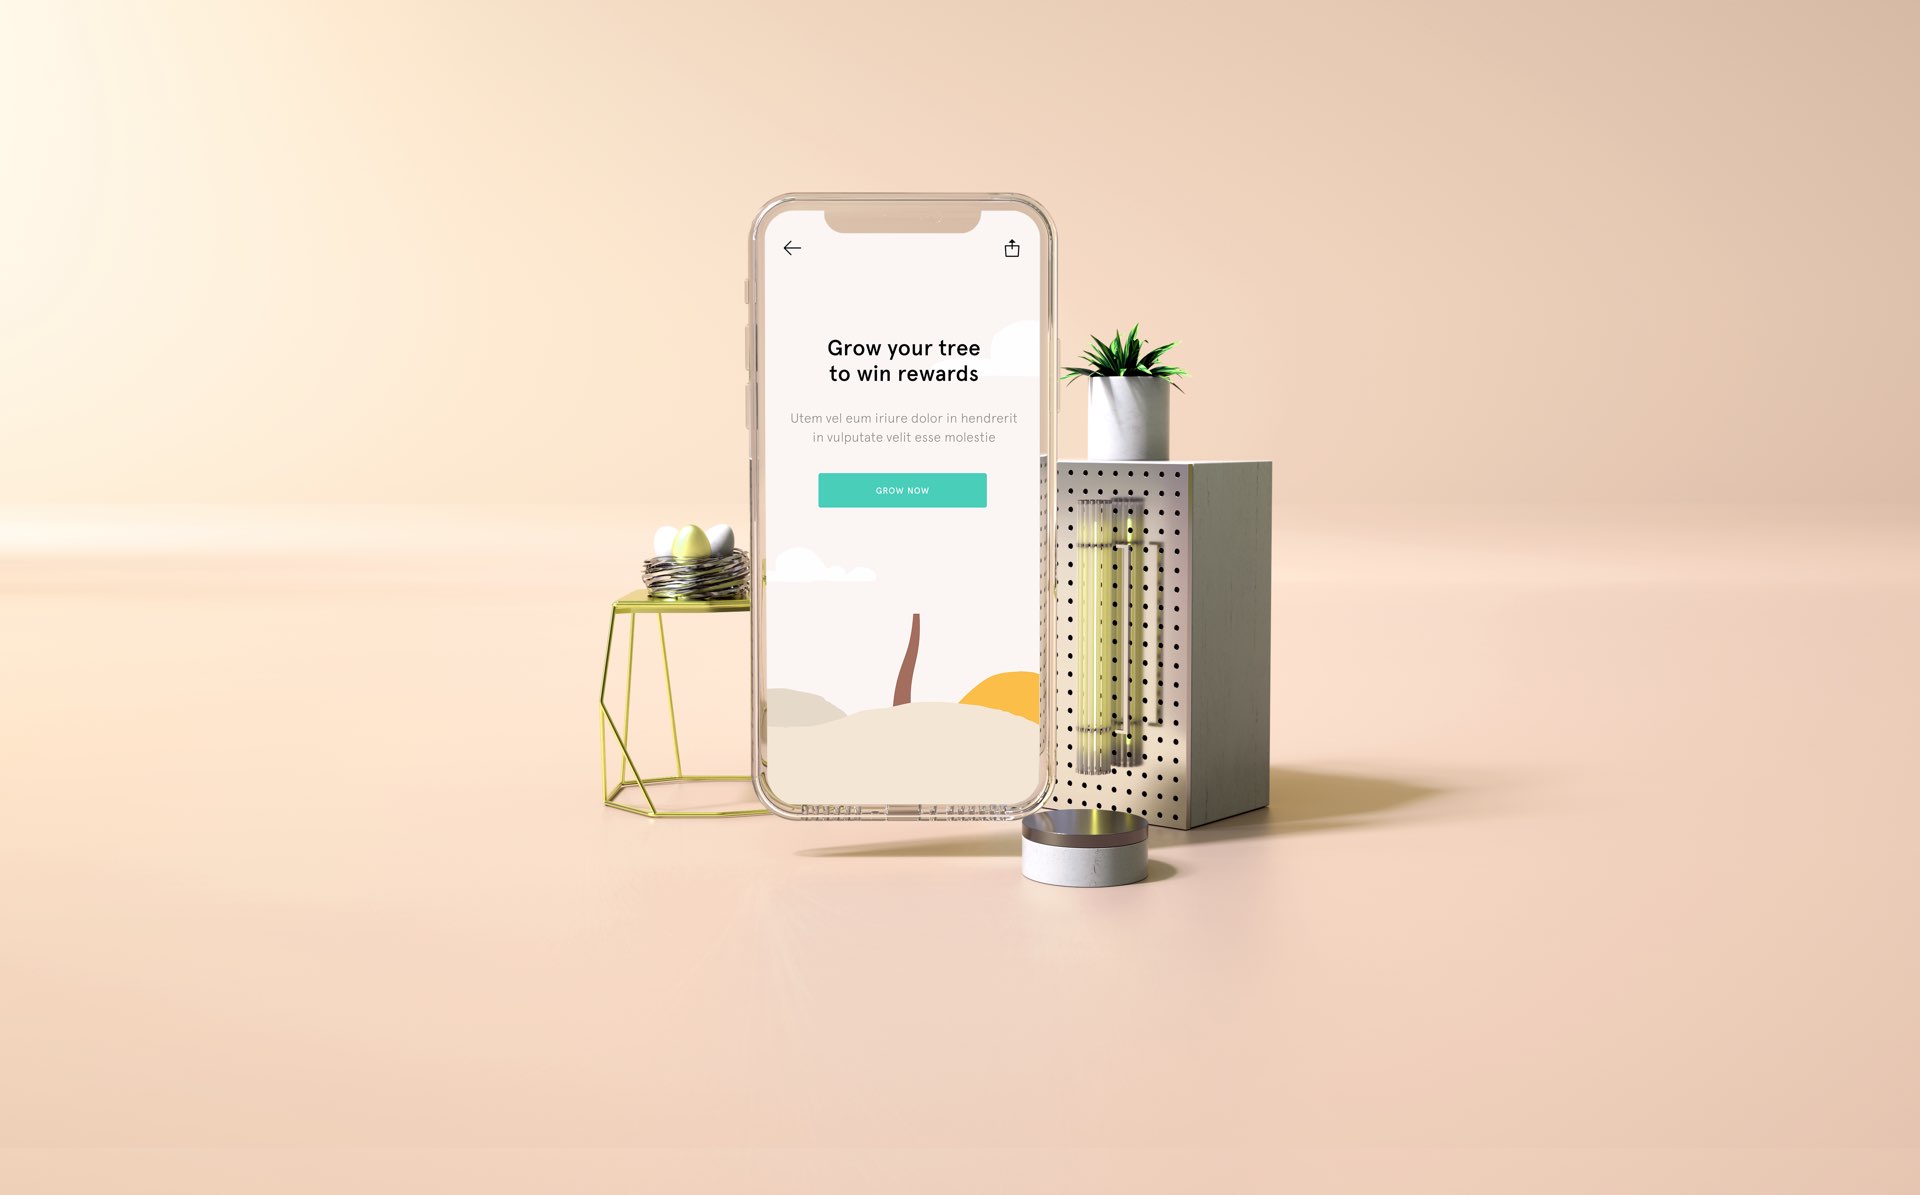 Grow your tree
to win rewards
Utem vel eum iriure dolor in hendrerit
in vulputate velit esse molestie
GROW NOW